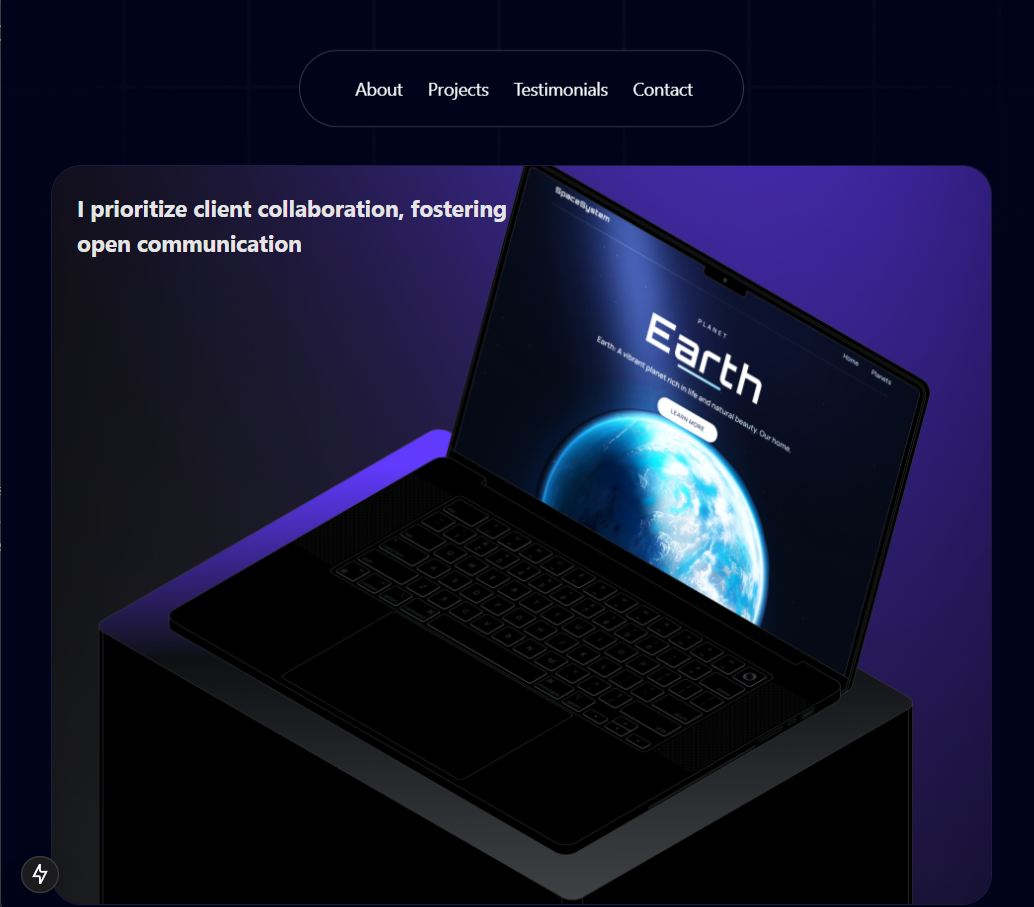 About Projects Testimonials Contact
I prioritize client collaboration, fostering
open communication
SpaceSystem
Home Planets
PLANET
Earth
Earth: A vibrant planet rich in life and natural beauty. Our home.
LEARN MORE